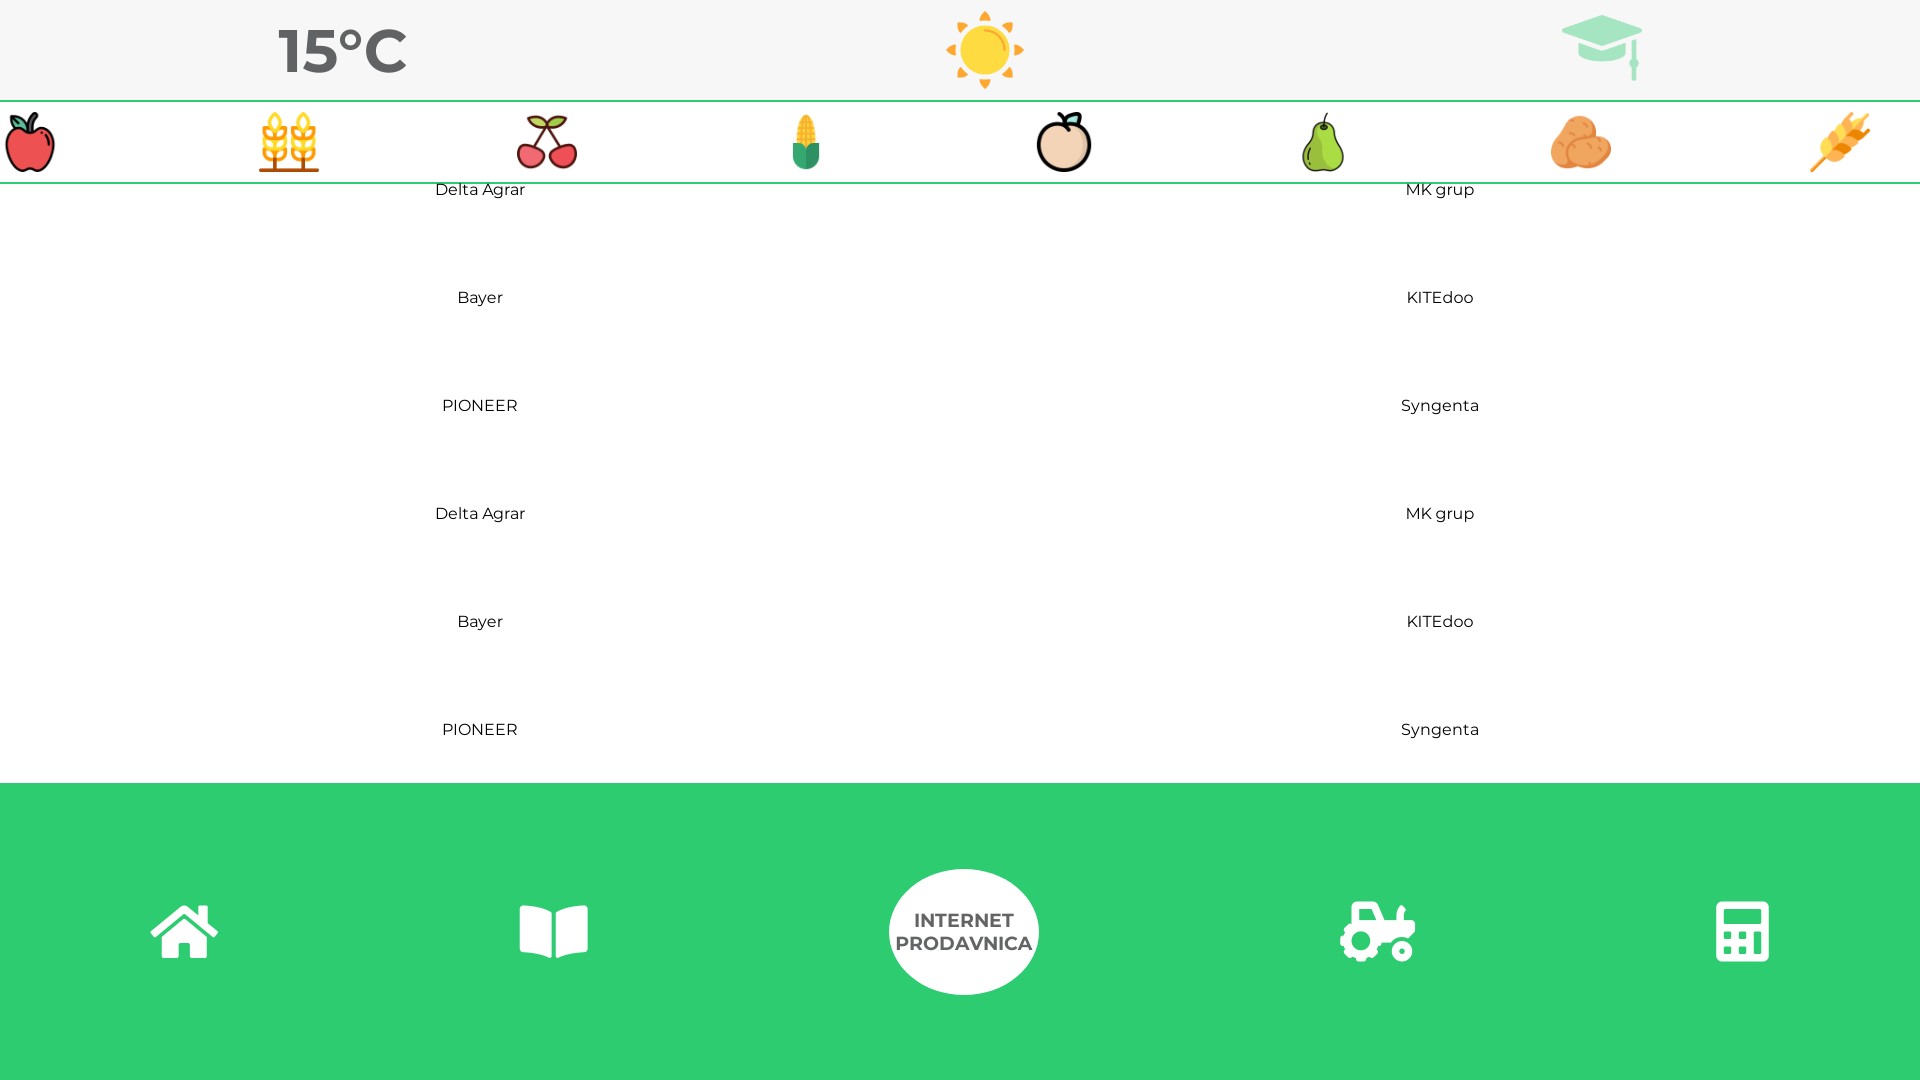 15°C
Delta Agrar
MK grup
Bayer
KITEdoo
PIONEER
Syngenta
Delta Agrar
MK grup
Bayer
KITEdoo
PIONEER
Syngenta
INTERNET
PRODAVNICA